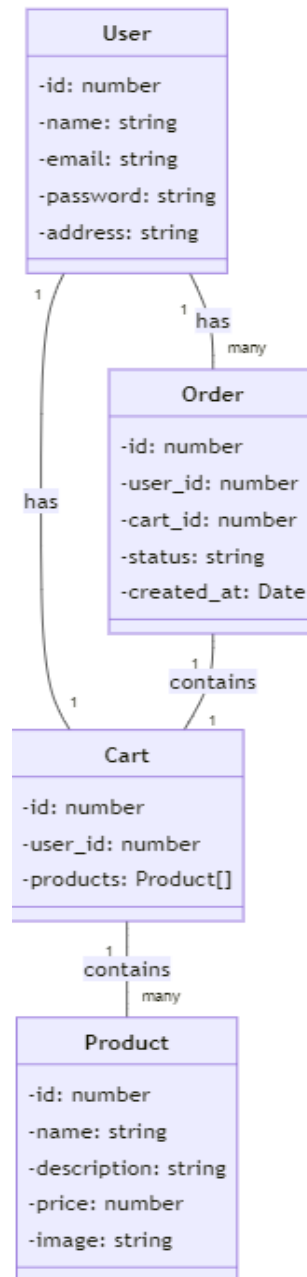 User
-id: number
-name: string
-email: string
-password: string
-address: string
1
1
has
many
Order
-id: number
-user_id: number
-cart_id: number
-status: string
-created_at: Date
has
1
contains
1
1
Cart
-id: number
-user_id: number
-products: Product[]
1
contains
many
Product
-id: number
-name: string
-description: string
-price: number
-image: string